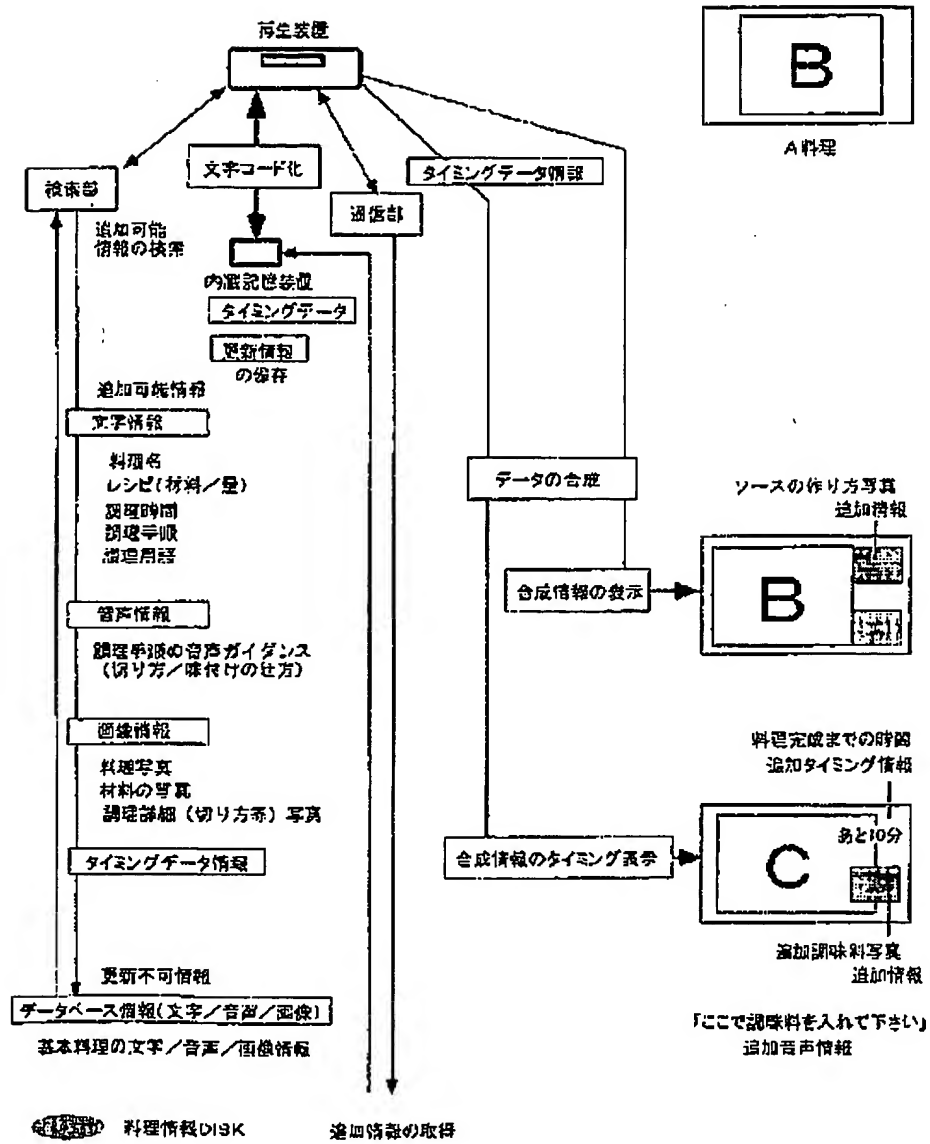 再生装置
B
A料理
文字コード化
タイミングデータ情報
検索部
通信部
追加可能
情報の検索
内蔵記憶装置
タイミングデータ
更新情報
の保存
追加可能情報
文字情報
料理名
レシピ(材料/量)
調理時間
調理手順
調理用語
データの合成
ソースの作り方写真
追加情報
合成情報の表示
B
音声情報
調理手順の音声ガイダンス
(切り方/味付けの仕方)
画像情報
料理写真
材料の写真
調理詳細(切り方等)写真
料理完成までの時間
追加タイミング情報
あと10分
タイミングデータ情報
合成情報のタイミング表示
C
追加調味料写真
追加情報
更新不可情報
データベース情報(文字/音声/画像)
基本料理の文字/音声/画像情報
「ここで調味料を入れて下さい」
追加音声情報
料理情報DISK
追加情報の取得